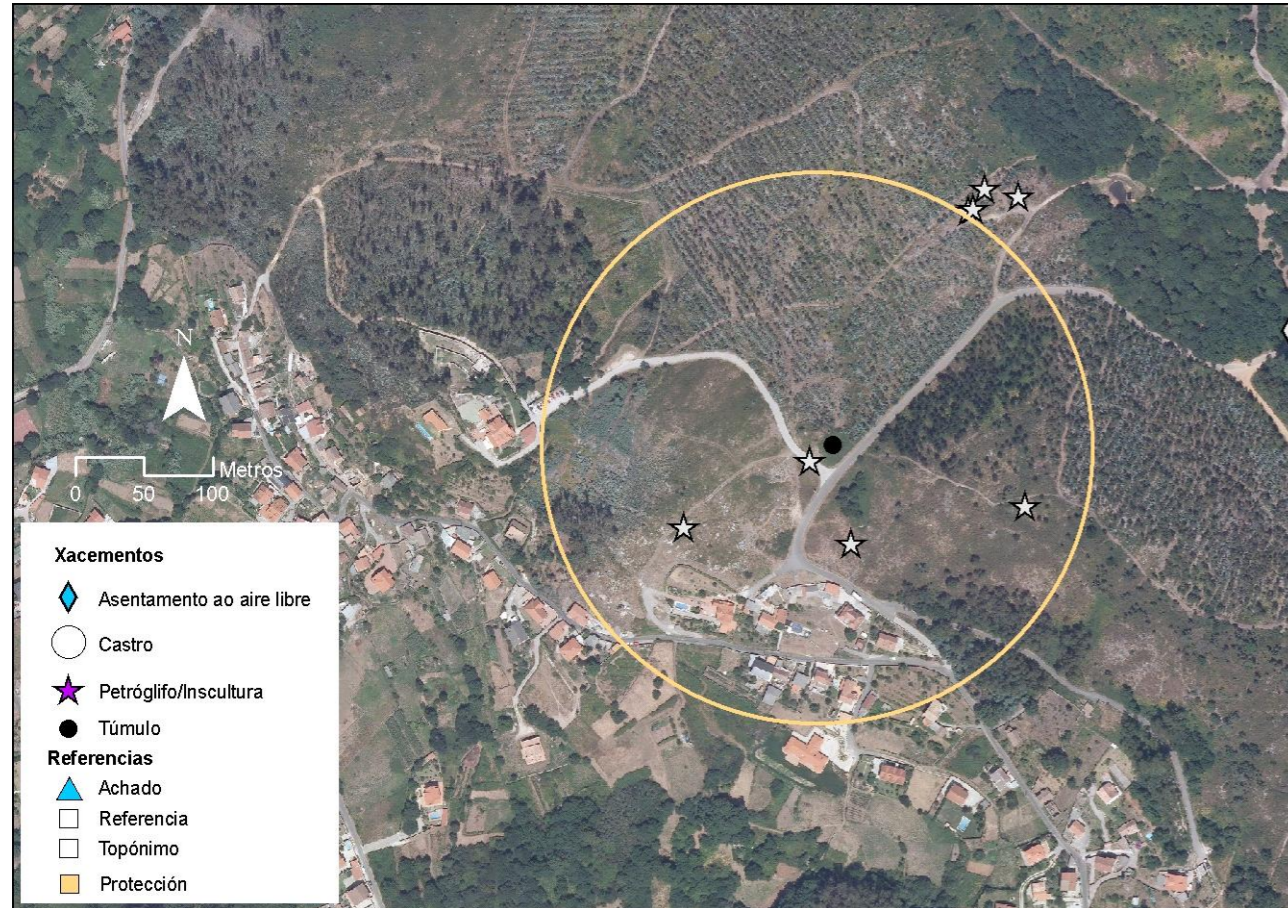 N
Metros
0 50 100
Xacementos
Asentamento ao aire libre
Castro
Petróglifo/Inscultura
Túmulo
Referencias
Achado
Referencia
Topónimo
Protección